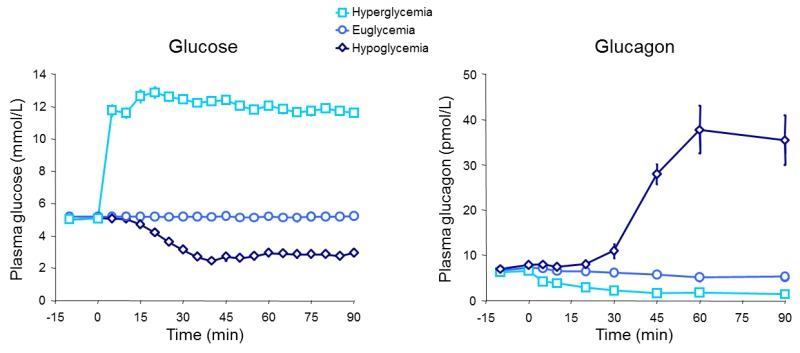 Hyperglycemia
Euglycemia
Hypoglycemia
Glucose
Plasma glucose (mmol/L)
14
12
10
8
6
4
2
0
-15 0 15 30 45 60 75 90
Time (min)
Glucagon
Plasma glucagon (pmol/L)
50
40
30
20
10
0
-15 0 15 30 45 60 75 90
Time (min)